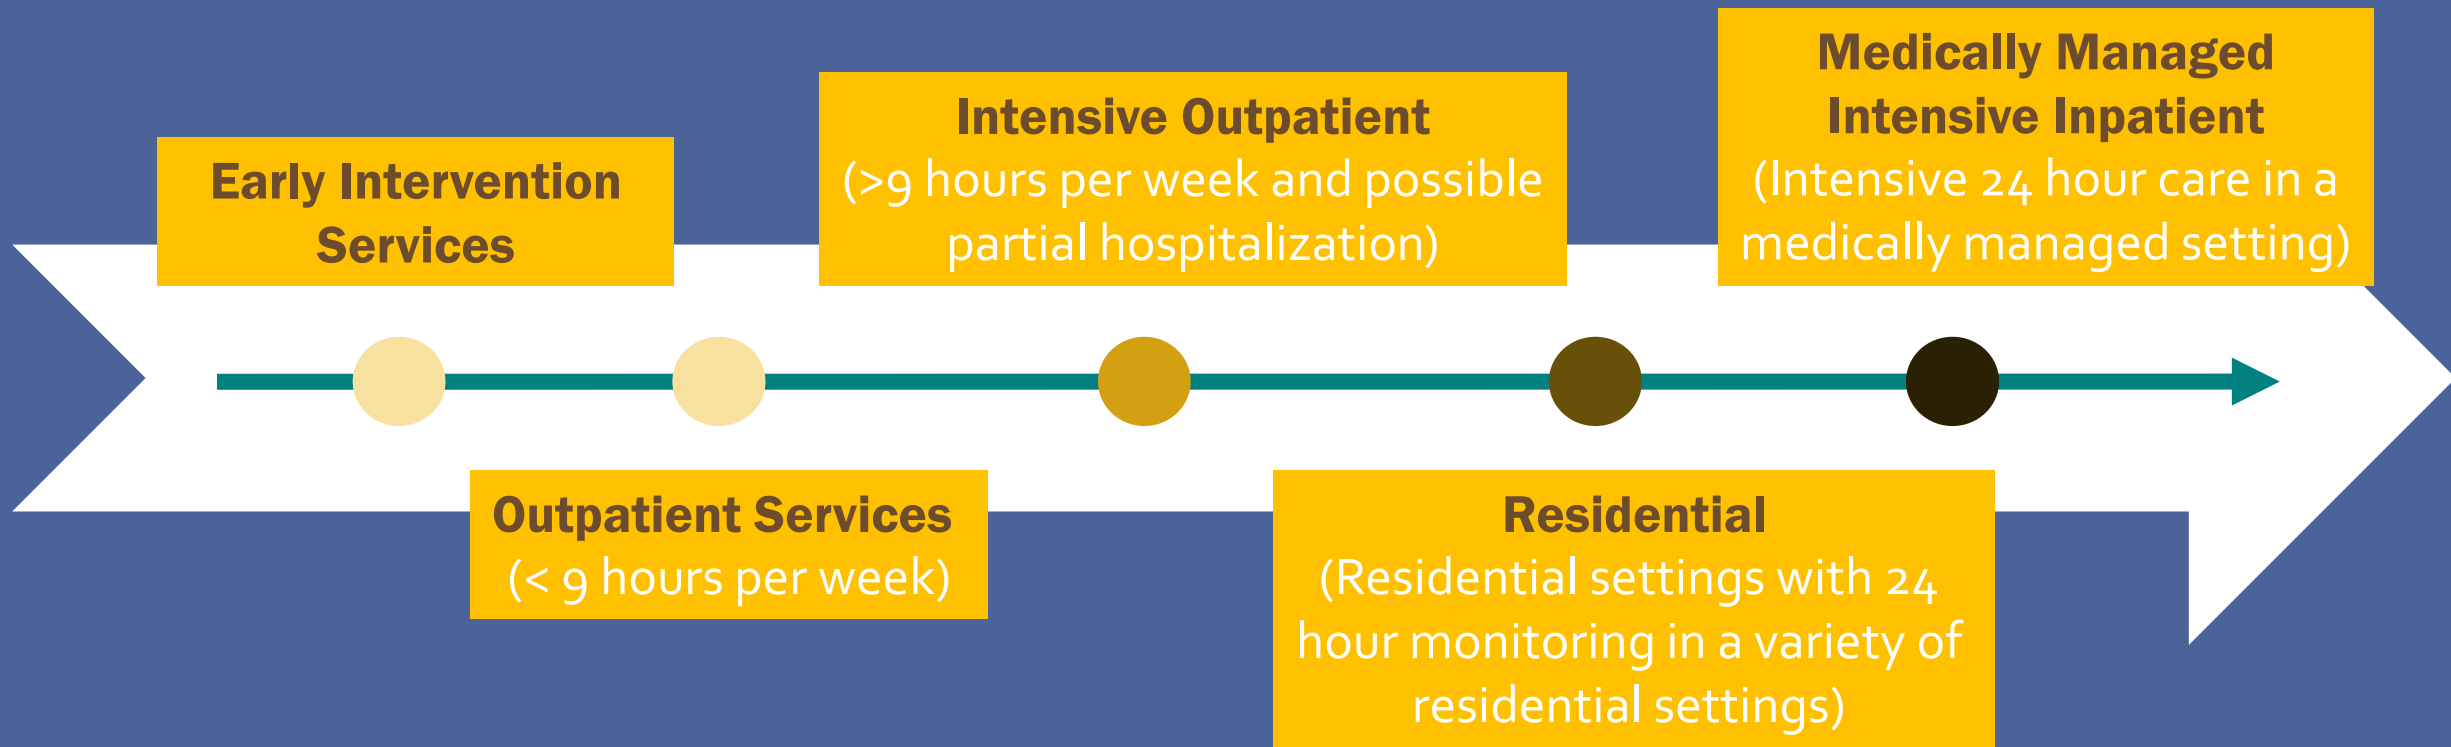 Early Intervention
Services
Outpatient Services
(< 9 hours per week)
Intensive Outpatient
(>9 hours per week and possible
partial hospitalization)
Residential
(Residential settings with 24
hour monitoring in a variety of
residential settings)
Medically Managed
Intensive Inpatient
(Intensive 24 hour care in a
medically managed setting)